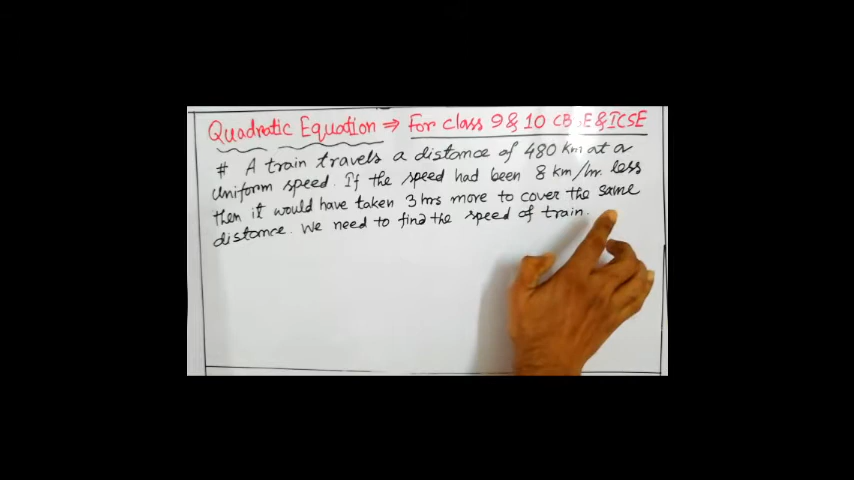 Quadratic Equation ⇒ For Class 9 & 10 CBSE & ICSE
# A train travels a distance of 480 km at a
Uniform speed. If the speed had been 8 km/hr. less
then it would have taken 3 hrs more to cover the same
distance. We need to find the speed of train.